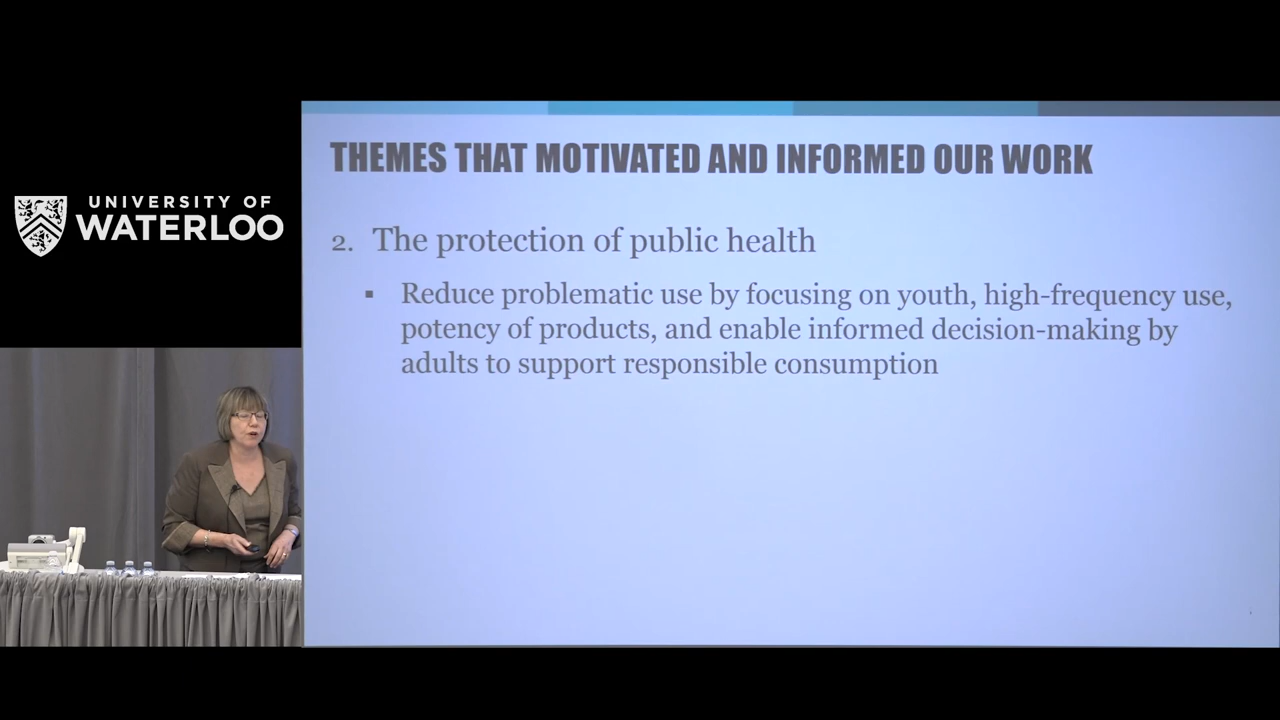 UNIVERSITY OF
WATERLOO
THEMES THAT MOTIVATED AND INFORMED OUR WORK
2. The protection of public health
▪ Reduce problematic use by focusing on youth, high-frequency use,
potency of products, and enable informed decision-making by
adults to support responsible consumption